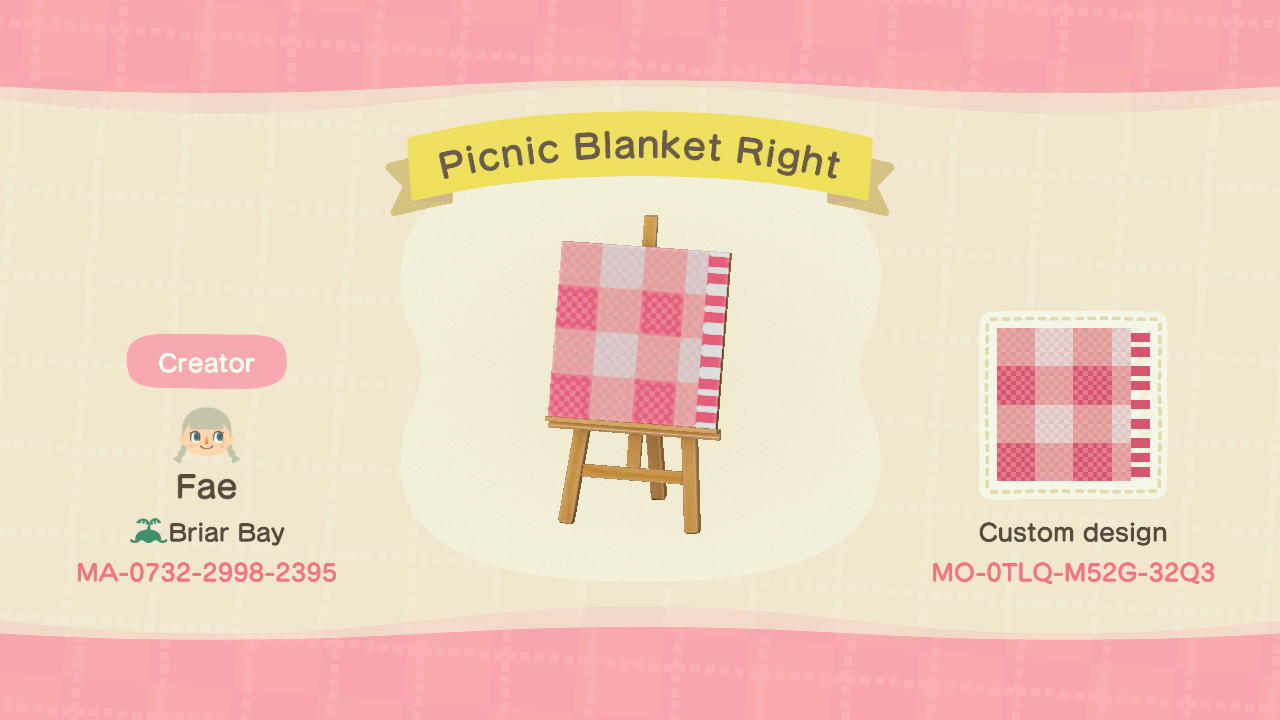 Picnic Blanket Right
Creator
Fae
Briar Bay
MA-0732-2998-2395
Custom design
MO-0TLQ-M52G-32Q3